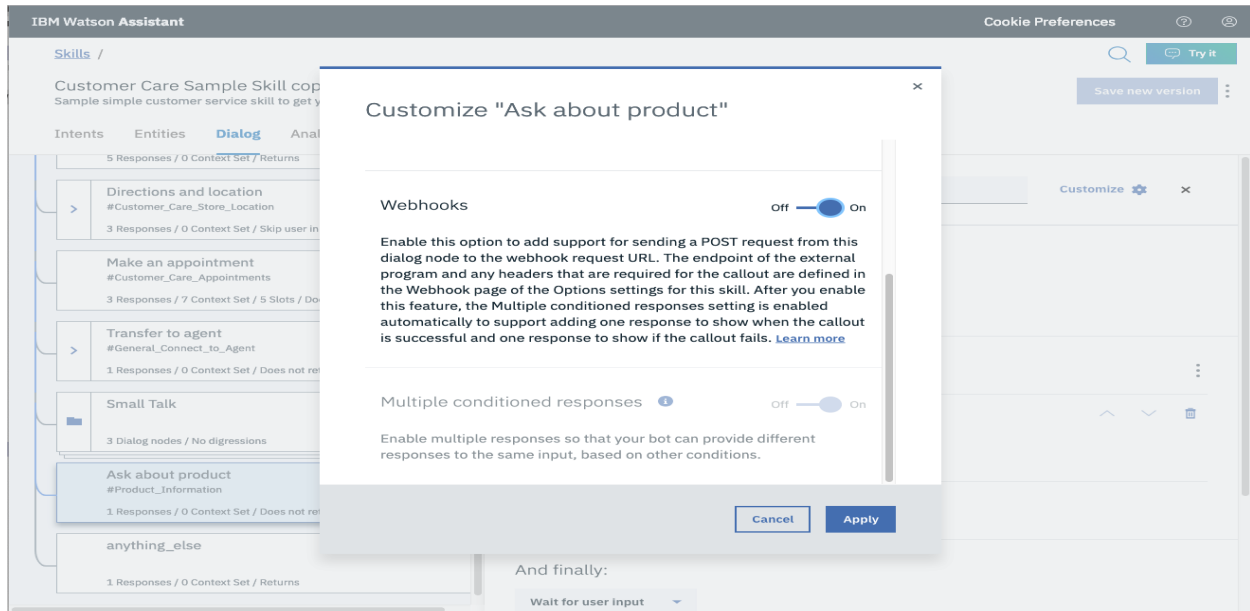 IBM Watson Assistant
Cookie Preferences
Skills /
Try it
Customer Care Sample Skill cop
Sample simple customer service skill to get y
Save new version
Intents Entities Dialog Anal
5 Responses / 0 Context Set / Returns
Directions and location
#Customer_Care_Store_Location
3 Responses / 0 Context Set / Skip user in
Make an appointment
#Customer_Care_Appointments
3 Responses / 7 Context Set / 5 Slots / Do
Transfer to agent
#General_Connect_to_Agent
1 Responses / 0 Context Set / Does not ret
Small Talk
3 Dialog nodes / No digressions
Ask about product
#Product_Information
1 Responses / 0 Context Set / Does not ret
anything_else
1 Responses / 0 Context Set / Returns
Customize "Ask about product"
Webhooks
Off On
Enable this option to add support for sending a POST request from this
dialog node to the webhook request URL. The endpoint of the external
program and any headers that are required for the callout are defined in
the Webhook page of the Options settings for this skill. After you enable
this feature, the Multiple conditioned responses setting is enabled
automatically to support adding one response to show when the callout
is successful and one response to show if the callout fails. Learn more
Multiple conditioned responses
Off On
Enable multiple responses so that your bot can provide different
responses to the same input, based on other conditions.
Cancel Apply
Customize
And finally:
Wait for user input